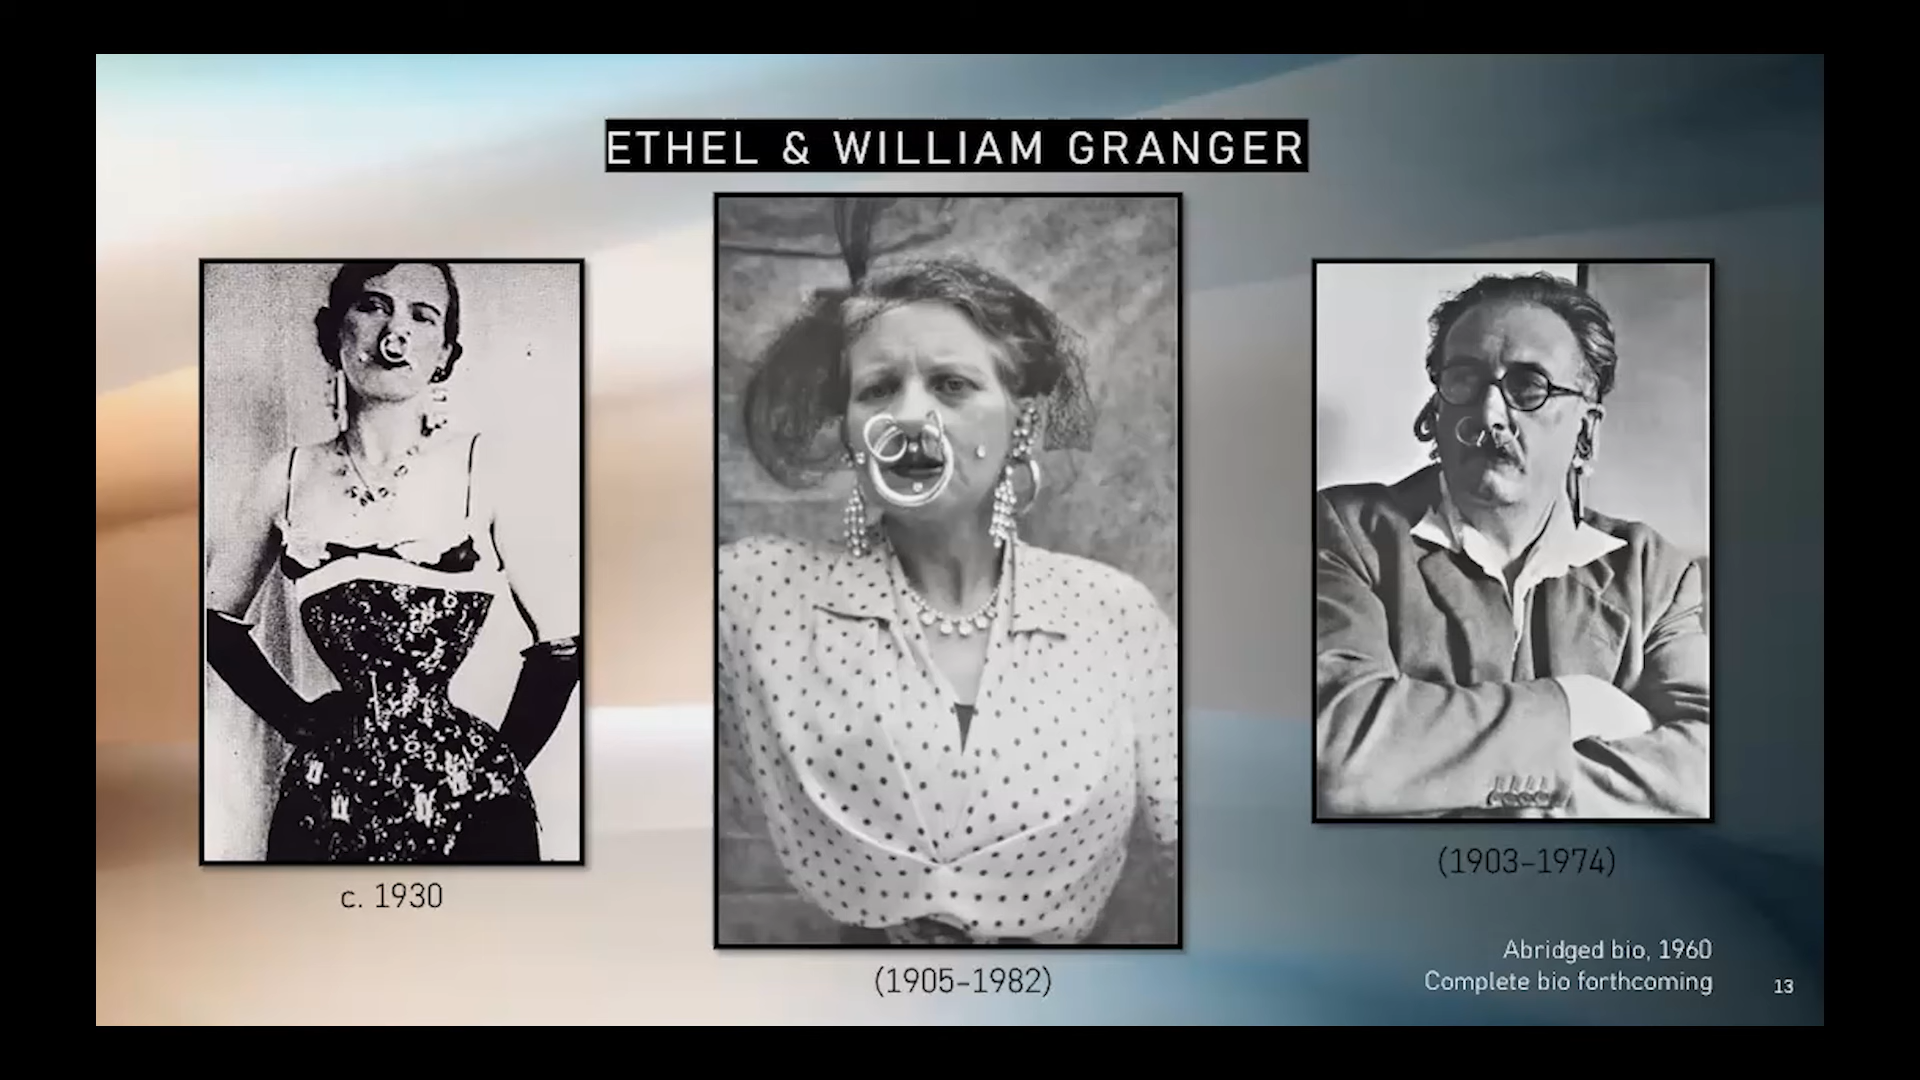 ETHEL & WILLIAM GRANGER
c. 1930
(1905–1982)
(1903–1974)
Abridged bio, 1960
Complete bio forthcoming
13